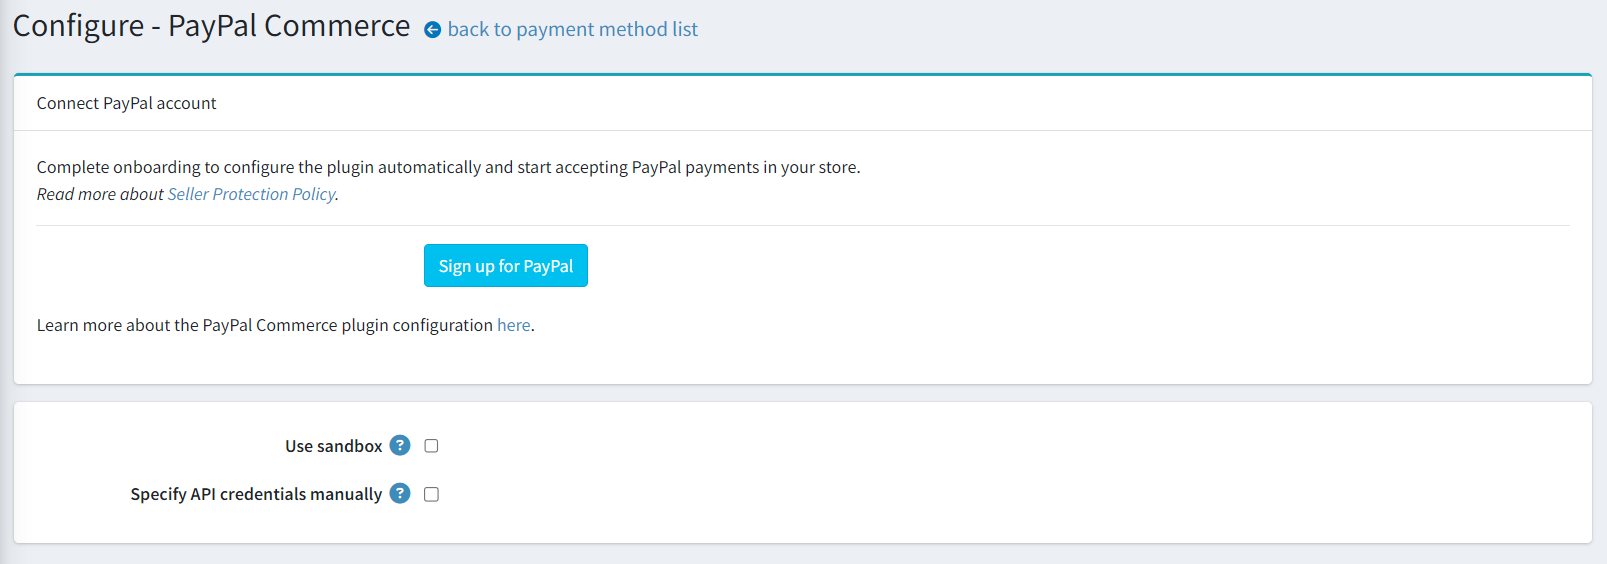 Configure - PayPal Commerce back to payment method list
Connect PayPal account
Complete onboarding to configure the plugin automatically and start accepting PayPal payments in your store.
Read more about Seller Protection Policy.
Sign up for PayPal
Learn more about the PayPal Commerce plugin configuration here.
Use sandbox ?
Specify API credentials manually ?